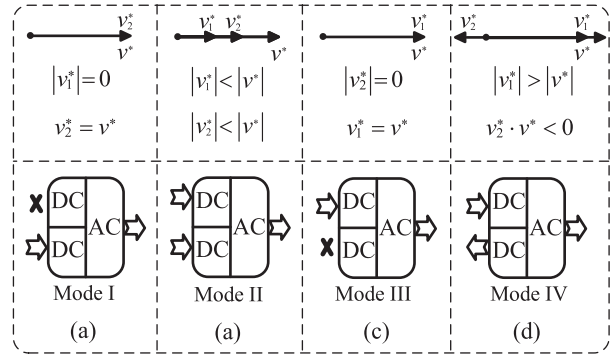 v₂*
v*
|v₁*|=0
v₂* = v*
v₁* v₂*
v*
|v₁*|<|v*|
|v₂*|<|v*|
v₁*
v*
|v₂*|=0
v₁* = v*
v₂* v₁*
v*
|v₁*|>|v*|
v₂* · v* < 0
DC
DC
AC
Mode I
(a)
DC
DC
AC
Mode II
(a)
DC
DC
AC
Mode III
(c)
DC
DC
AC
Mode IV
(d)